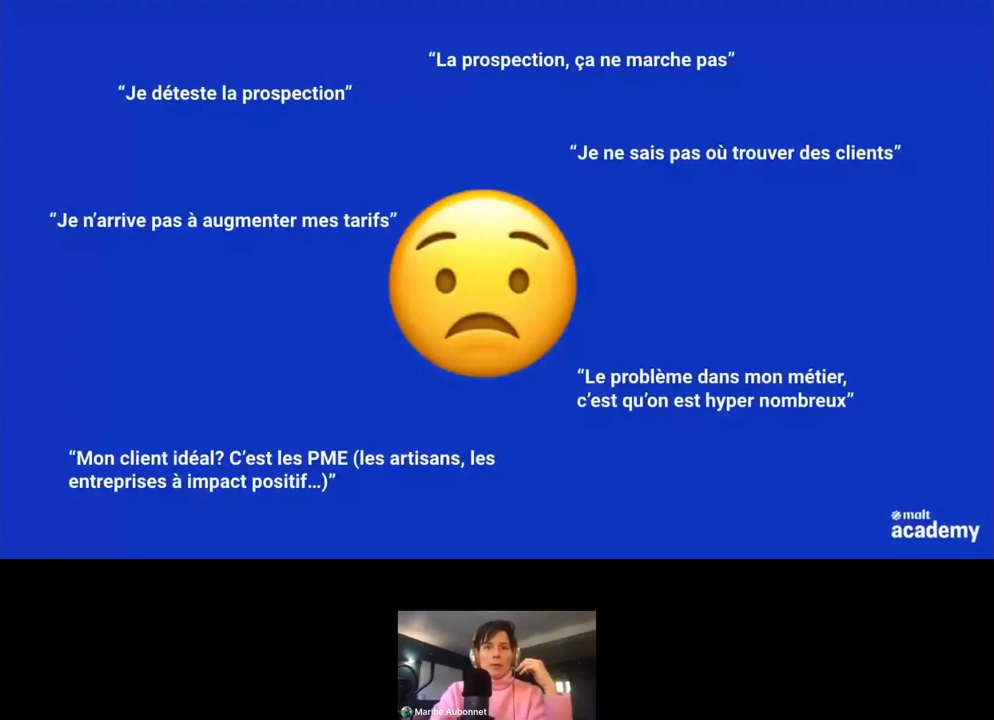 “La prospection, ça ne marche pas”
“Je déteste la prospection”
“Je ne sais pas où trouver des clients”
“Je n’arrive pas à augmenter mes tarifs”
“Le problème dans mon métier,
c’est qu’on est hyper nombreux”
“Mon client idéal? C’est les PME (les artisans, les
entreprises à impact positif…)”
malt
academy
Marine Aubonnet